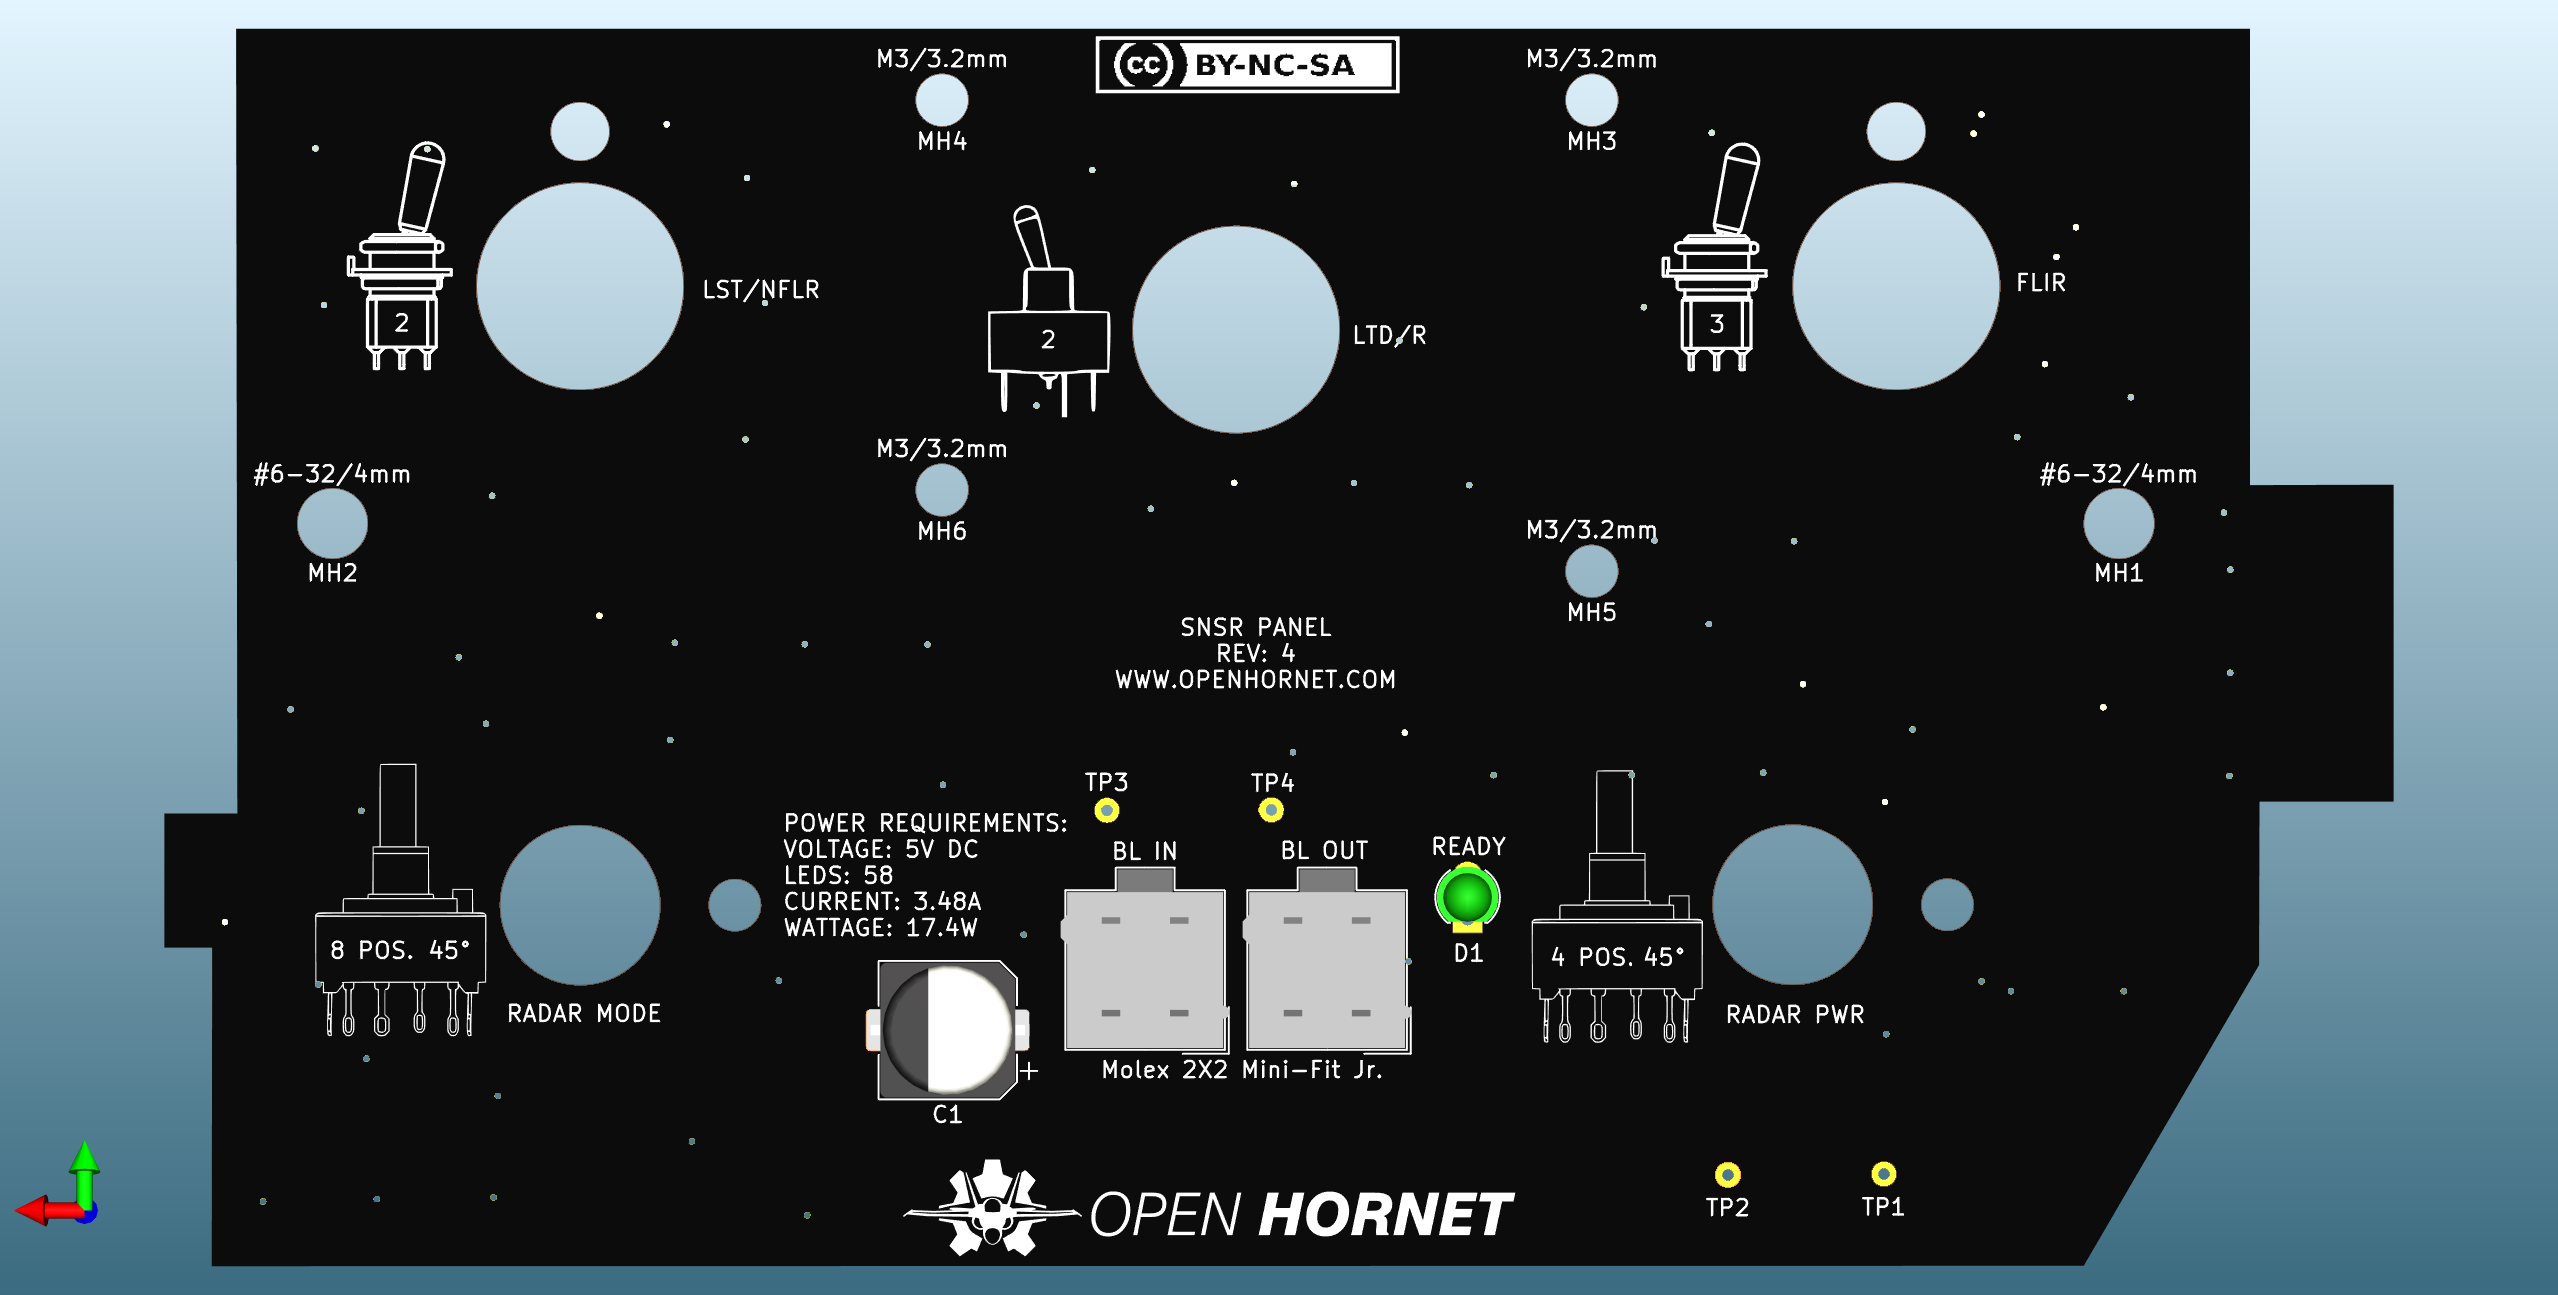 M3/3.2mm
cc BY-NC-SA
M3/3.2mm
MH4
MH3
LST/NFLR
2
LTD/R
2
FLIR
3
M3/3.2mm
MH6
#6-32/4mm
MH2
#6-32/4mm
MH1
M3/3.2mm
MH5
SNSR PANEL
REV: 4
WWW.OPENHORNET.COM
TP3
TP4
POWER REQUIREMENTS:
VOLTAGE: 5V DC
LEDS: 58
CURRENT: 3.48A
WATTAGE: 17.4W
BL IN
BL OUT
READY
D1
8 POS. 45°
RADAR MODE
4 POS. 45°
RADAR PWR
Molex 2X2 Mini-Fit Jr.
+
C1
TP2
TP1
OPEN HORNET